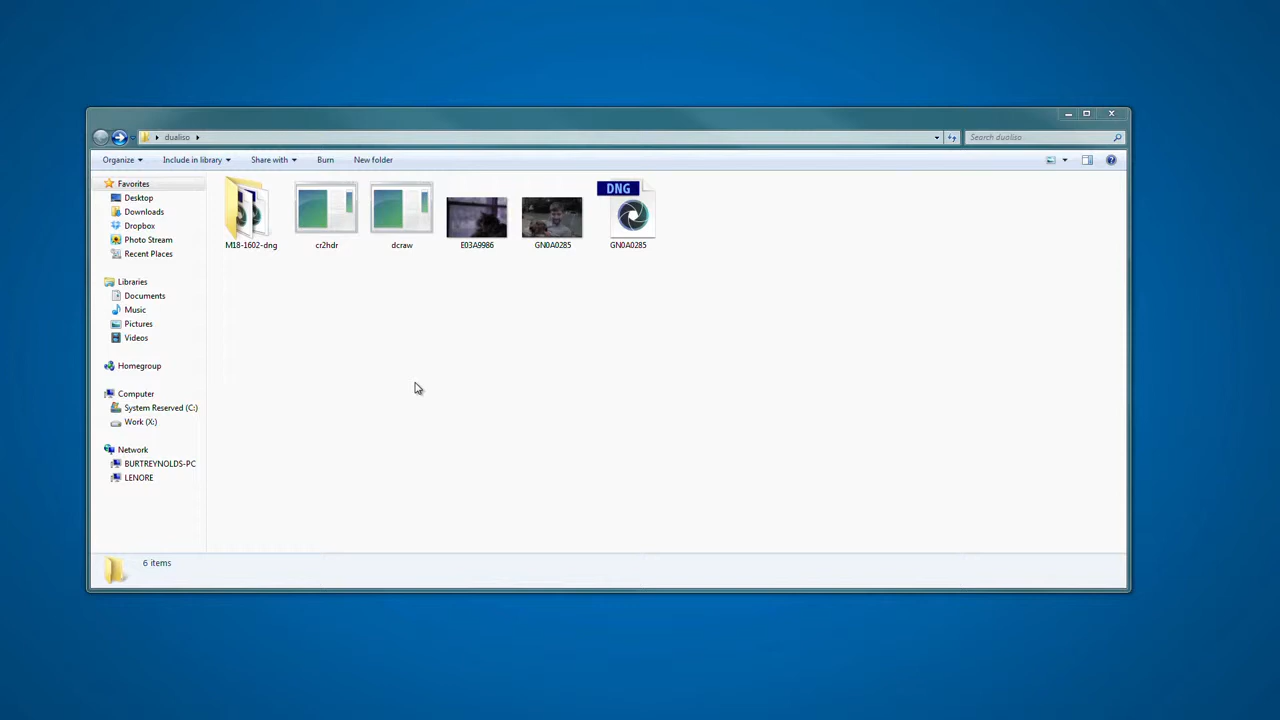 dualiso
Search dualiso
Organize Include in library Share with Burn New folder
Favorites
Desktop
Downloads
Dropbox
Photo Stream
Recent Places
Libraries
Documents
Music
Pictures
Videos
Homegroup
Computer
System Reserved (C:)
Work (X:)
Network
BURTREYNOLDS-PC
LENORE
DNG
M18-1602-dng cr2hdr dcraw E03A9986 GN0A0285 GN0A0285
6 items